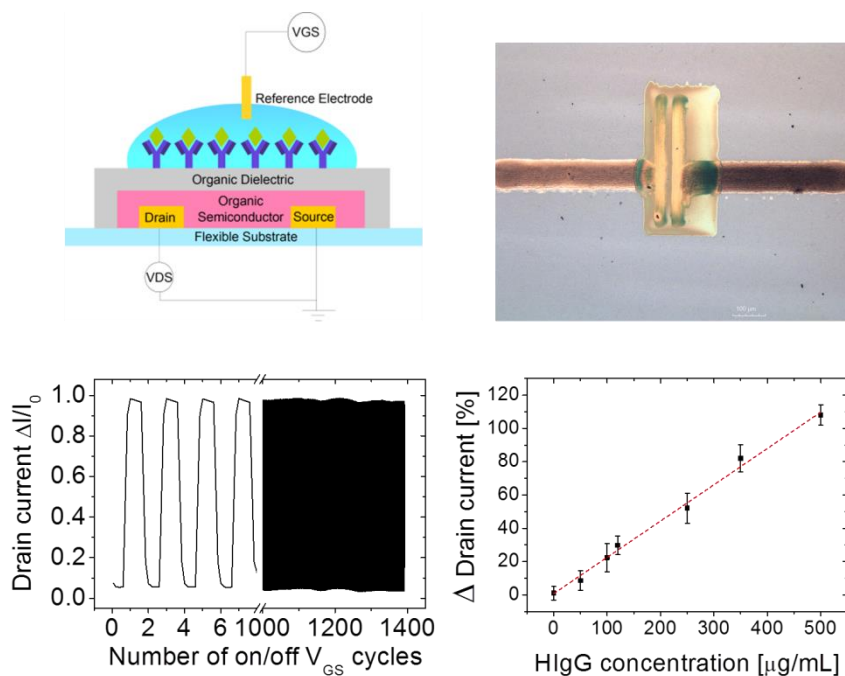 VGS
Reference Electrode
Organic Dielectric
Organic
Semiconductor
Drain
Source
Flexible Substrate
VDS
100 µm
Drain current ΔI/I0
1.0
0.8
0.6
0.4
0.2
0.0
0 2 4 6 1000 1200 1400
Number of on/off VGS cycles
Δ Drain current [%]
120
100
80
60
40
20
0
0 100 200 300 400 500
HIgG concentration [µg/mL]